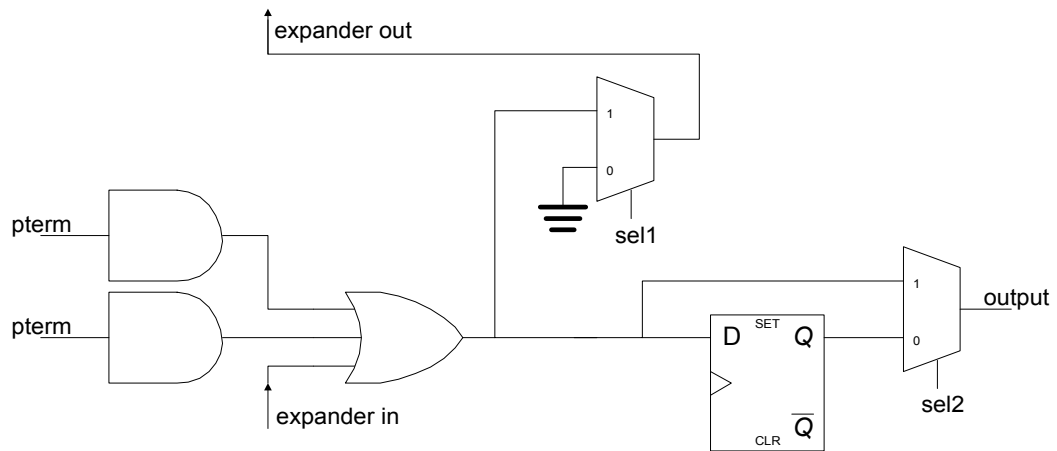 expander out
1
0
sel1
pterm
pterm
expander in
D
SET
Q
CLR
Q
1
0
output
sel2